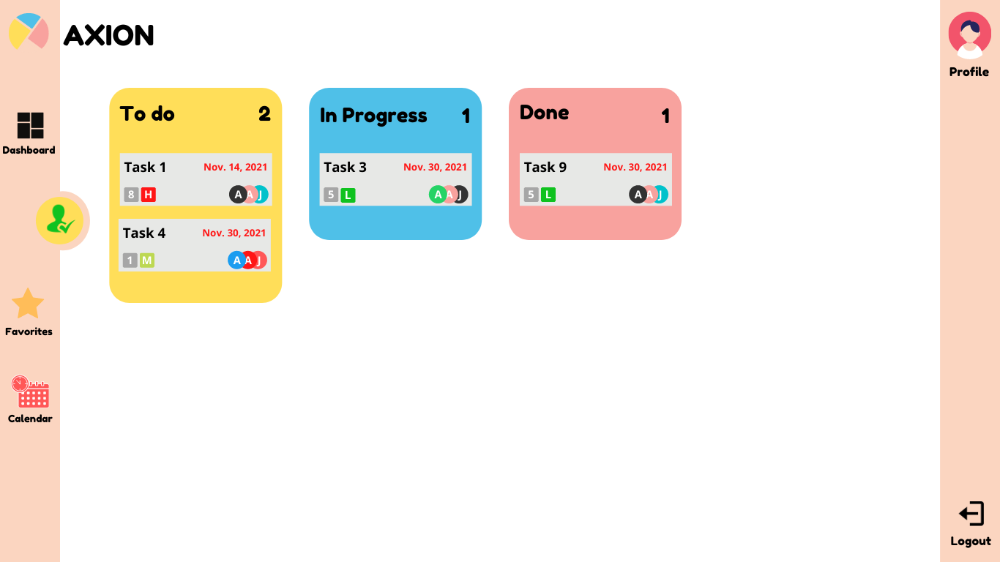 AXION
Profile
Dashboard
Favorites
Calendar
Logout
To do 2
Task 1 Nov. 14, 2021
8 H A A J
Task 4 Nov. 30, 2021
1 M A A J
In Progress 1
Task 3 Nov. 30, 2021
5 L A A J
Done 1
Task 9 Nov. 30, 2021
5 L A A J